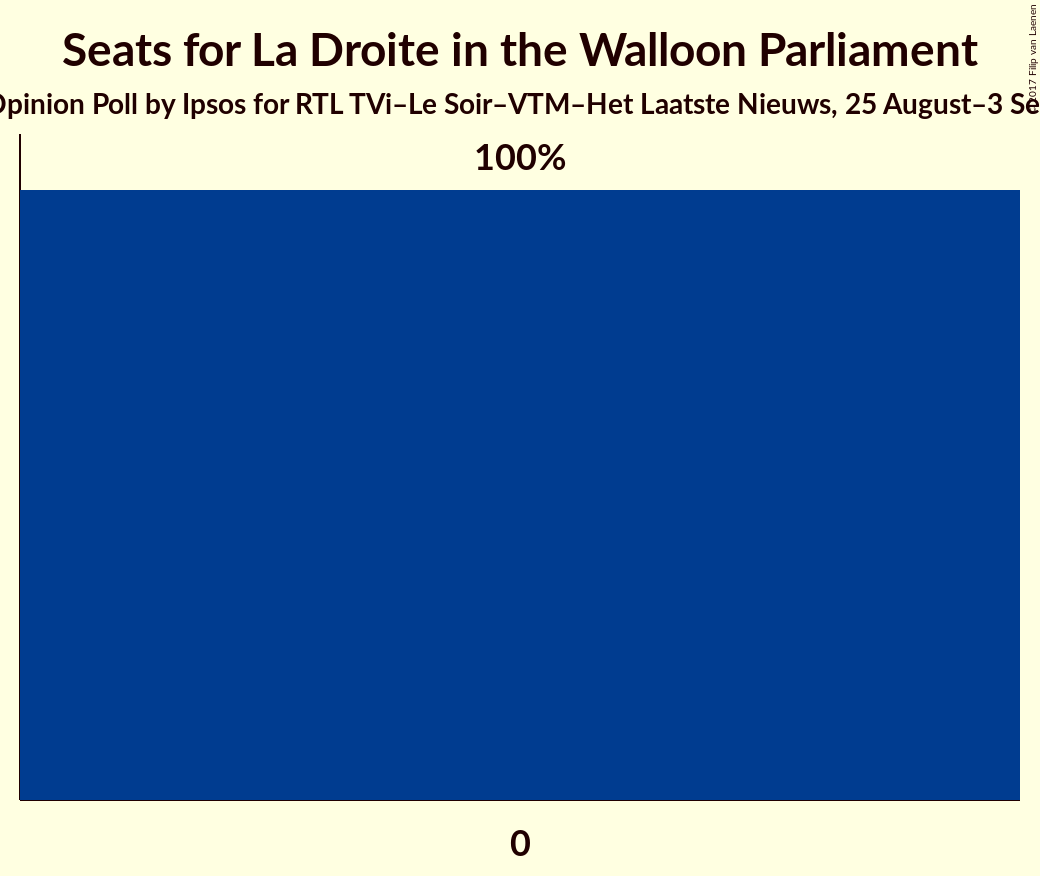 Seats for La Droite in the Walloon Parliament
Opinion Poll by Ipsos for RTL TVi–Le Soir–VTM–Het Laatste Nieuws, 25 August–3
100%
0
2017 Filip van Laenen